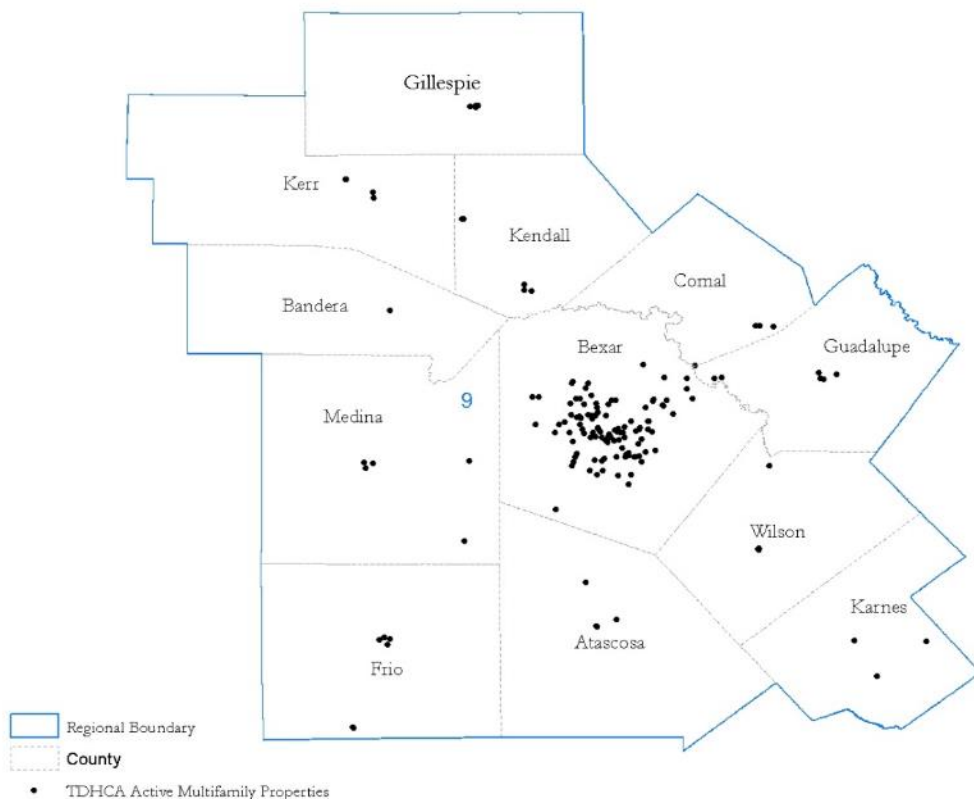 Gillespie
Kerr
Kendall
Comal
Bandera
Bexar
Guadalupe
9
Medina
Wilson
Karnes
Atascosa
Frio
Regional Boundary
County
TDHCA Active Multifamily Properties